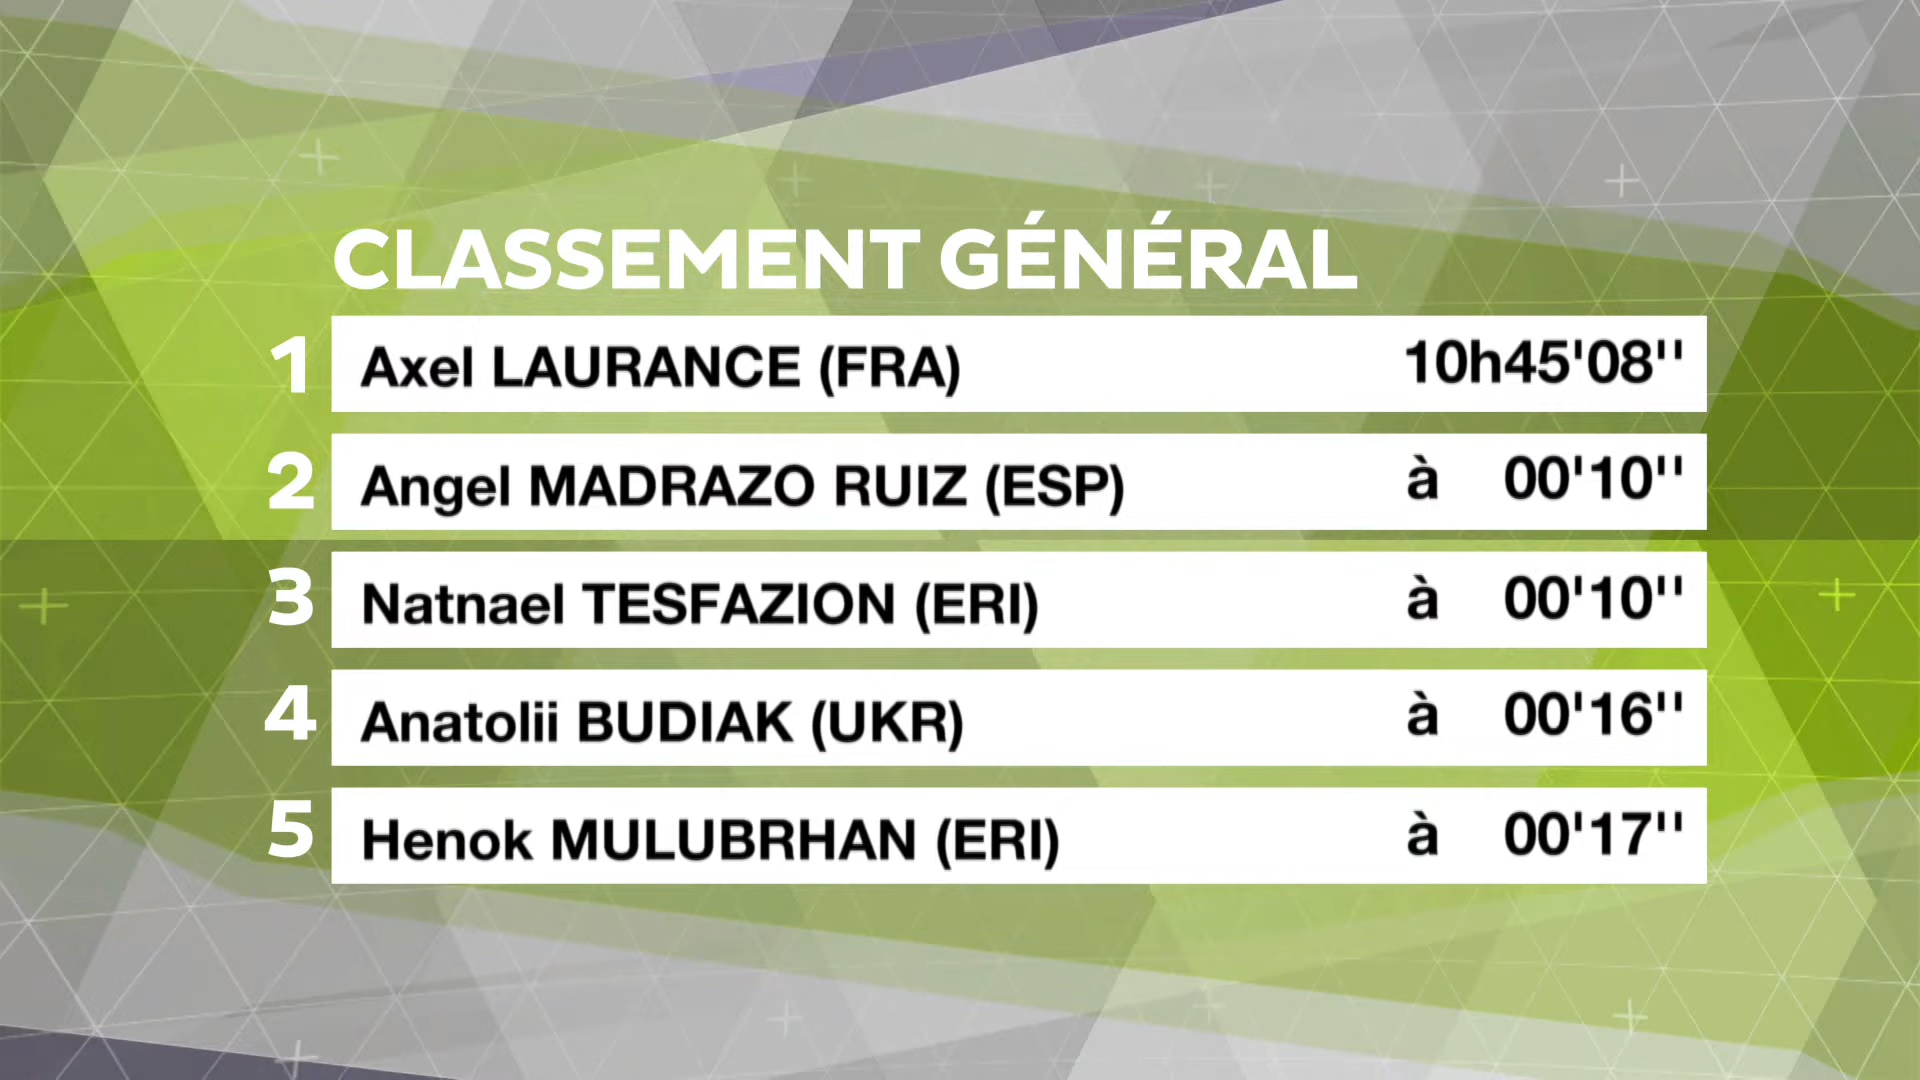 CLASSEMENT GÉNÉRAL
1 Axel LAURANCE (FRA) 10h45'08''
2 Angel MADRAZO RUIZ (ESP) à 00'10''
3 Natnael TESFAZION (ERI) à 00'10''
4 Anatolii BUDIAK (UKR) à 00'16''
5 Henok MULUBRHAN (ERI) à 00'17''